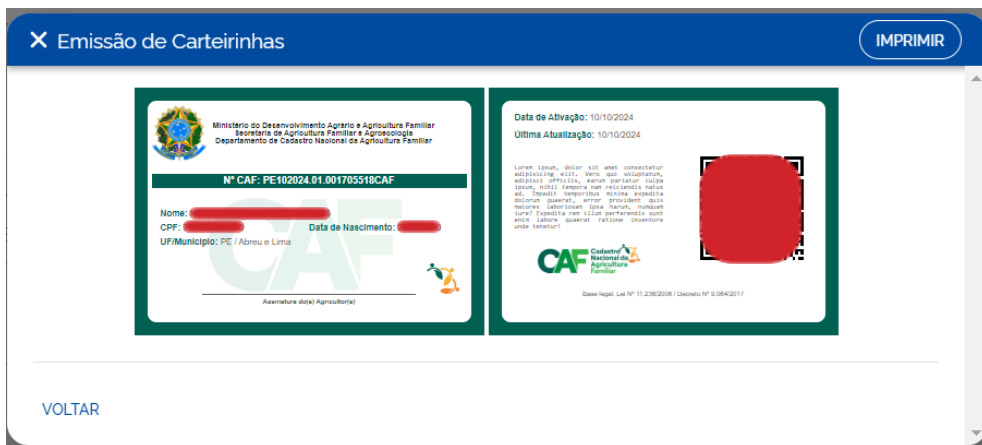 Emissão de Carteirinhas
IMPRIMIR
Ministério do Desenvolvimento Agrário e Agricultura Familiar
Secretaria de Agricultura Familiar e Agroecologia
Departamento de Cadastro Nacional da Agricultura Familiar
Nº CAF: PE102024.01.001705518CAF
CAF
Nome:
CPF:
Data de Nascimento:
UF/Município: PE / Abreu e Lima
Assinatura do(a) Agricultor(a)
Data de Ativação: 10/10/2024
Última Atualização: 10/10/2024
Lorem ipsum, dolor sit amet consectetur
adipisicing elit. Vero quo voluptatum,
adipisci officiis, earum pariatur culpa
ipsum, nihil tempora nam reiciendis natus
ad. Impedit temporibus minima expedita
dolorum quaerat, error provident quis
maiores laboriosam ipsa harum, numquam
iure? Expedita rem illum perferendis sunt
enim labore quaerat ratione inventore
unde tenetur!
CAF
Cadastro
Nacional da
Agricultura
Familiar
Base legal: Lei Nº 11.236/2006 / Decreto Nº 9.064/2017
VOLTAR